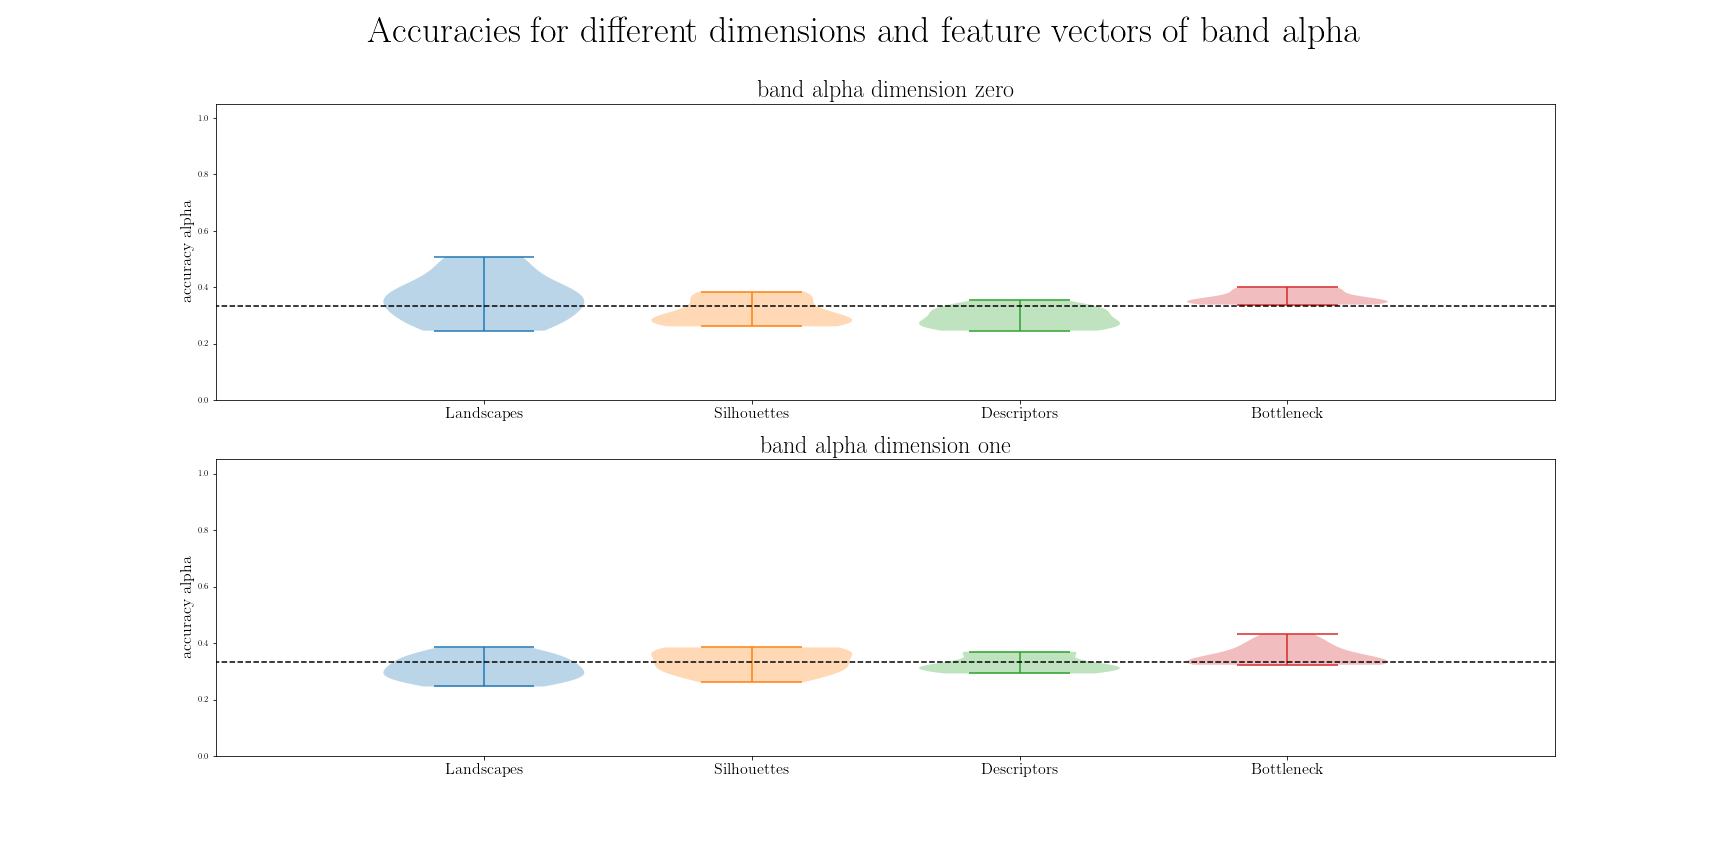 Accuracies for different dimensions and feature vectors of band alpha
band alpha dimension zero
accuracy alpha
1.0
0.8
0.6
0.4
0.2
0.0
Landscapes Silhouettes Descriptors Bottleneck
band alpha dimension one
accuracy alpha
1.0
0.8
0.6
0.4
0.2
0.0
Landscapes Silhouettes Descriptors Bottleneck